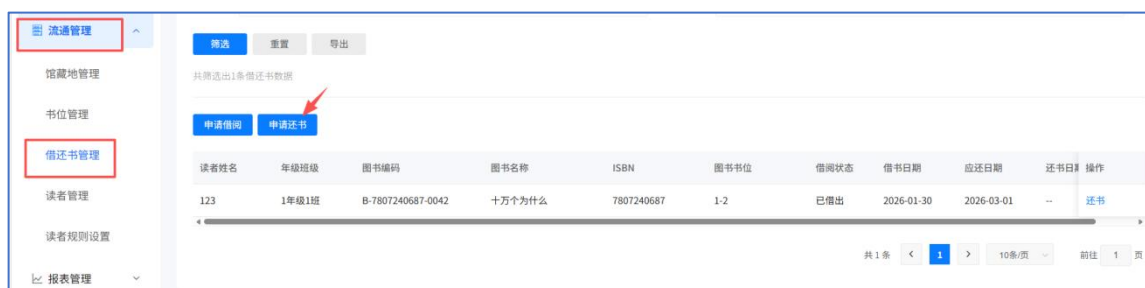 流通管理
馆藏地管理
书位管理
借还书管理
读者管理
读者规则设置
报表管理
筛选 重置 导出
共筛选出1条借还书数据
申请借阅 申请还书
读者姓名 年级班级 图书编码 图书名称 ISBN 图书书位 借阅状态 借书日期 应还日期 还书日期 操作
123 1年级1班 B-7807240687-0042 十万个为什么 7807240687 1-2 已借出 2026-01-30 2026-03-01 -- 还书
共1条 1 10条/页 前往 1 页